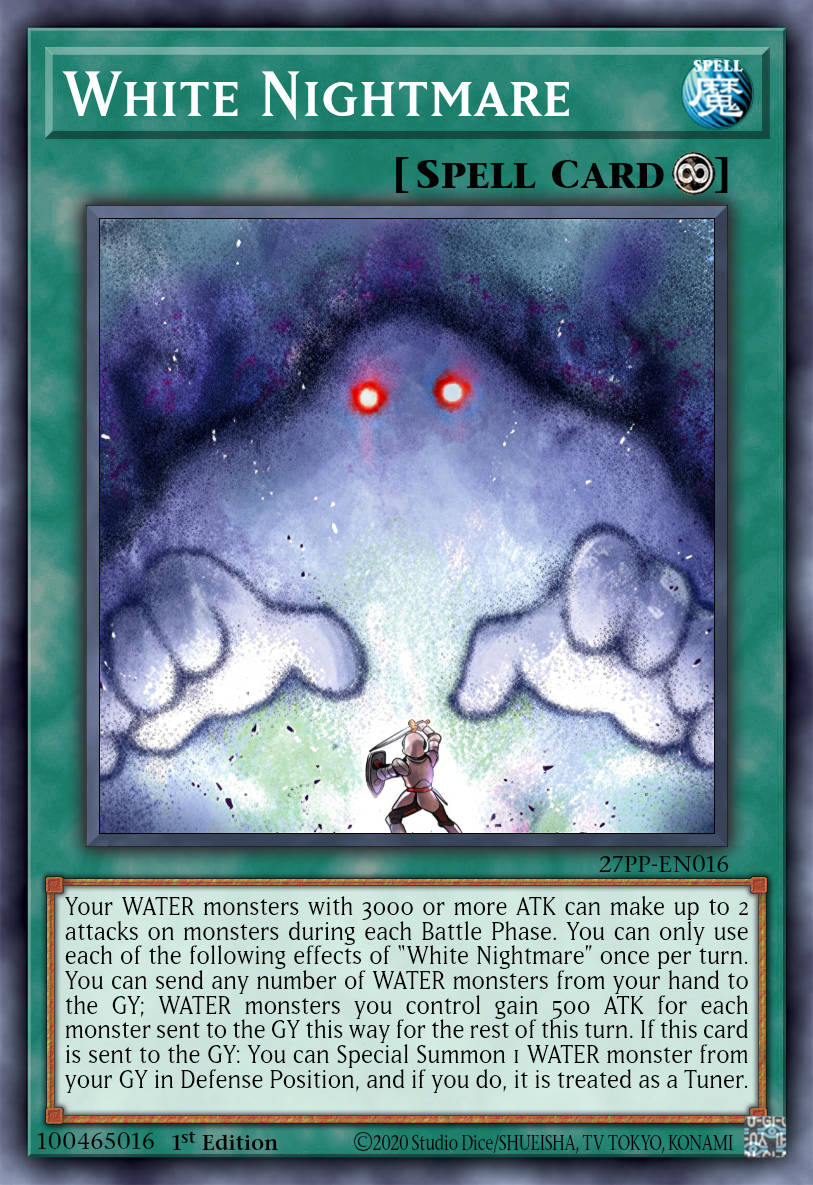 White Nightmare
SPELL
魔
[ Spell Card ]
27PP-EN016
Your WATER monsters with 3000 or more ATK can make up to 2
attacks on monsters during each Battle Phase. You can only use
each of the following effects of "White Nightmare" once per turn.
You can send any number of WATER monsters from your hand to
the GY; WATER monsters you control gain 500 ATK for each
monster sent to the GY this way for the rest of this turn. If this card
is sent to the GY: You can Special Summon 1 WATER monster from
your GY in Defense Position, and if you do, it is treated as a Tuner.
100465016 1st Edition ©2020 Studio Dice/SHUEISHA, TV TOKYO, KONAMI